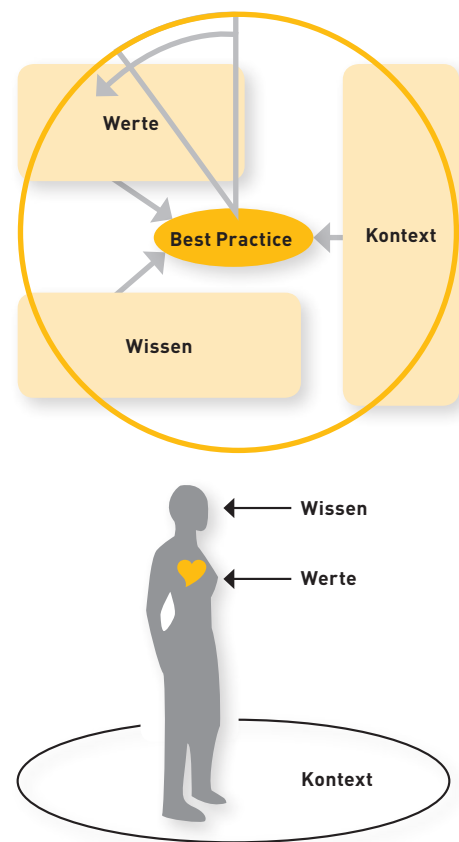 Werte
Best Practice
Kontext
Wissen
Wissen
Werte
Kontext